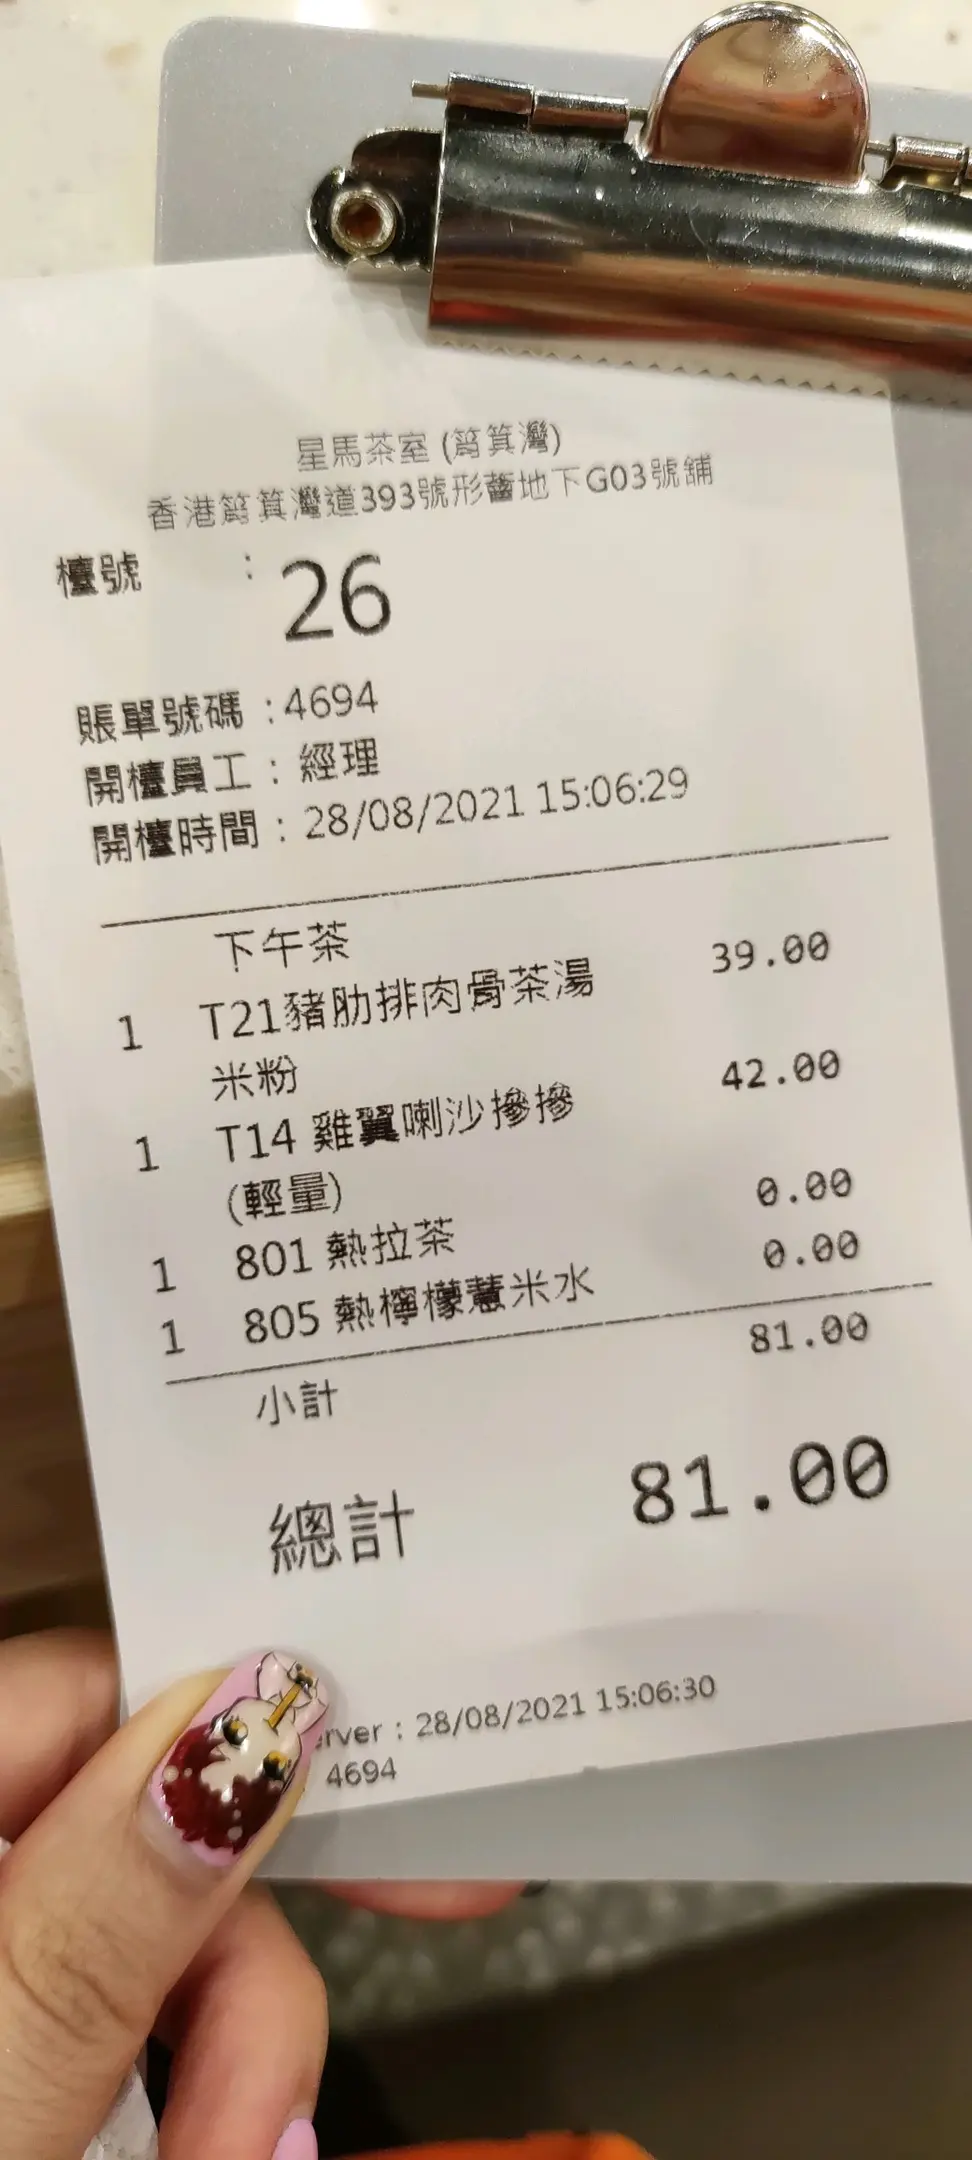 星馬茶室 (筲箕灣)
香港筲箕灣道393號形薈地下G03號舖
檯號 : 26
賬單號碼 :4694
開檯員工 : 經理
開檯時間 : 28/08/2021 15:06:29
下午茶
1 T21豬肋排肉骨茶湯 39.00
米粉
1 T14 雞翼喇沙摻摻 42.00
(輕量)
1 801 熱拉茶 0.00
1 805 熱檸檬薏米水 0.00
小計 81.00
總計 81.00
erver : 28/08/2021 15:06:30
4694